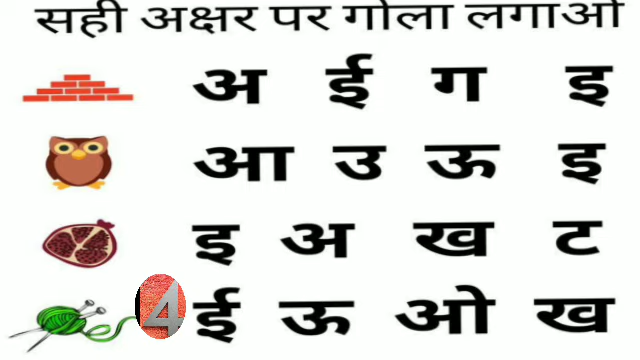 सही अक्षर पर गोला लगाओ
अ ई ग इ
आ उ ऊ इ
इ अ ख ट
4 ई ऊ ओ ख